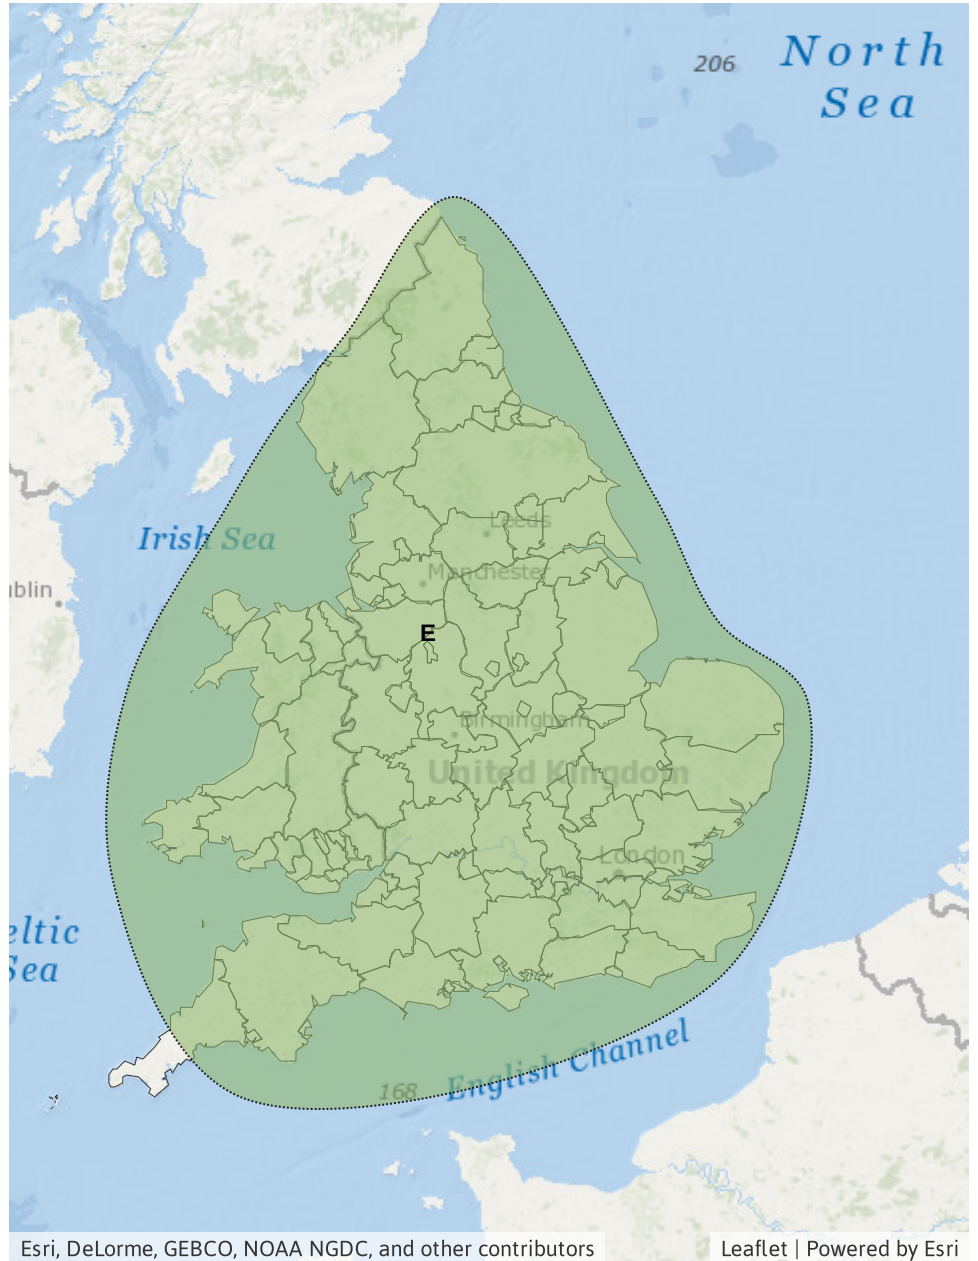 North
Sea
206
Leeds
Irish Sea
Manchester
ublin
E
Birmingham
United Kingdom
London
eltic
Sea
English Channel
168
Esri, DeLorme, GEBCO, NOAA NGDC, and other contributors
Leaflet | Powered by Esri